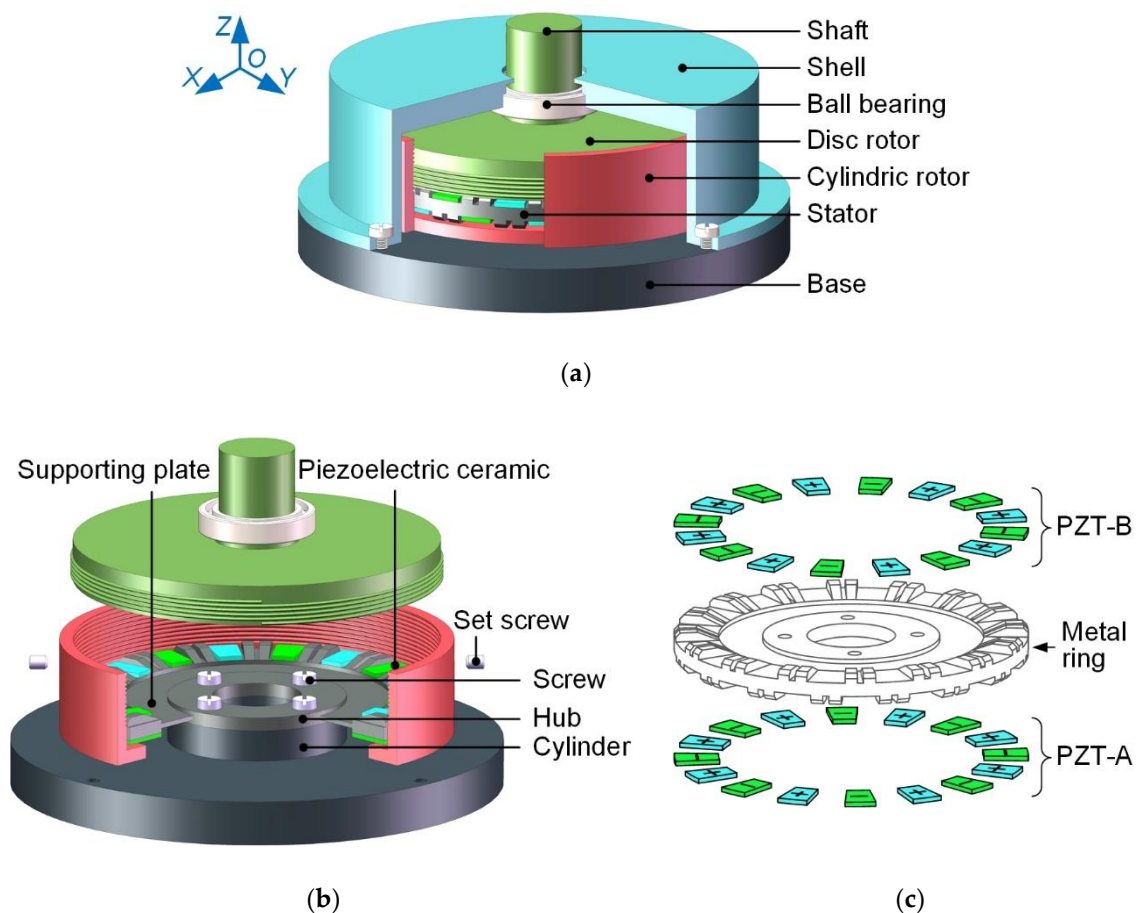 Z
O
X
Y
Shaft
Shell
Ball bearing
Disc rotor
Cylindric rotor
Stator
Base
(a)
Supporting plate
Piezoelectric ceramic
Set screw
Screw
Hub
Cylinder
(b)
PZT-B
Metal
ring
PZT-A
(c)